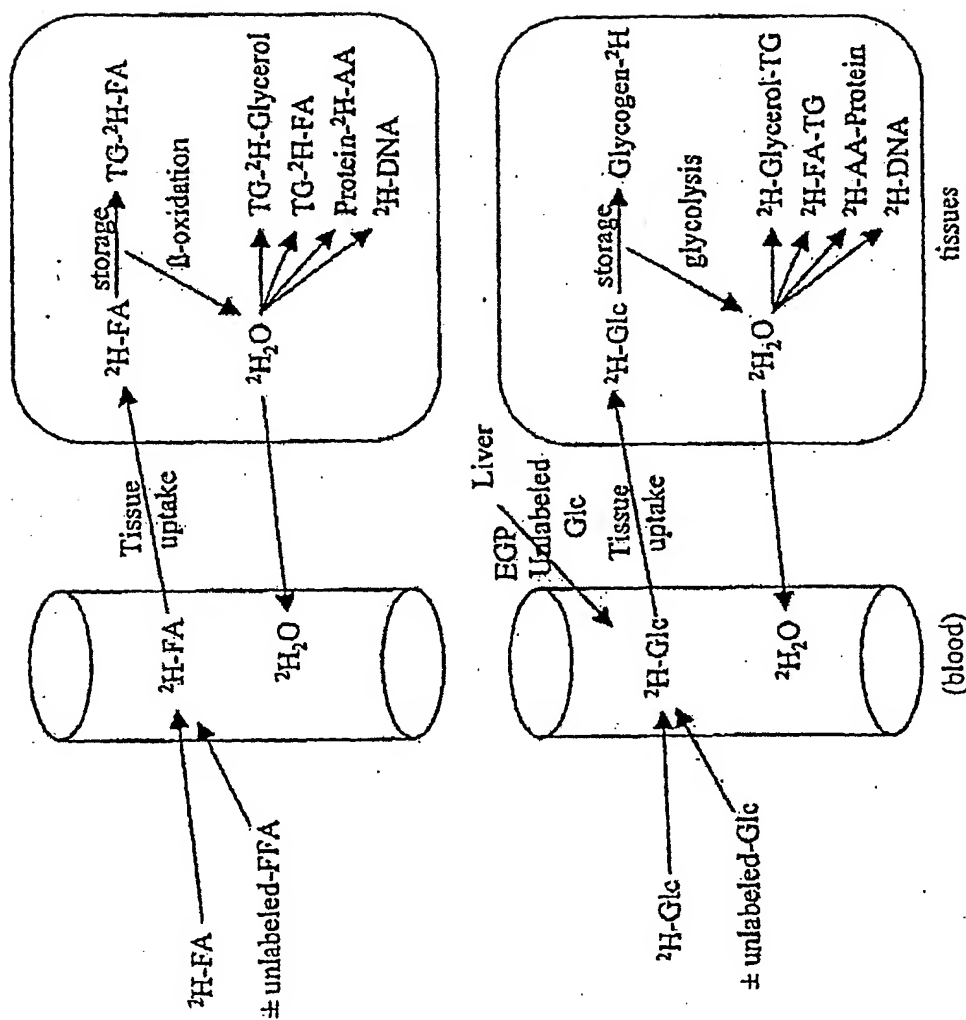 ²H-FA
± unlabeled-FFA
²H-FA
²H₂O
Tissue
uptake
²H-FA
storage
TG-²H-FA
ß-oxidation
²H₂O
TG-²H-Glycerol
TG-²H-FA
Protein-²H-AA
²H-DNA
²H-Glc
± unlabeled-Glc
EGP
Liver
Unlabeled
Glc
²H-Glc
²H₂O
Tissue
uptake
²H-Glc
storage
Glycogen-²H
glycolysis
²H₂O
²H-Glycerol-TG
²H-FA-TG
²H-AA-Protein
²H-DNA
(blood)
tissues